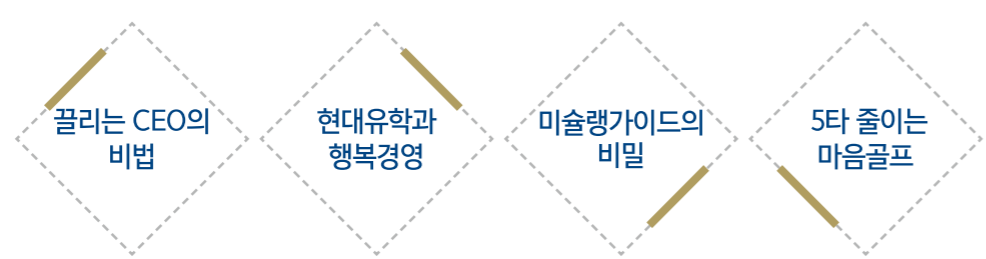 끌리는 CEO의
비법
현대유학과
행복경영
미슐랭가이드의
비밀
5타 줄이는
마음골프